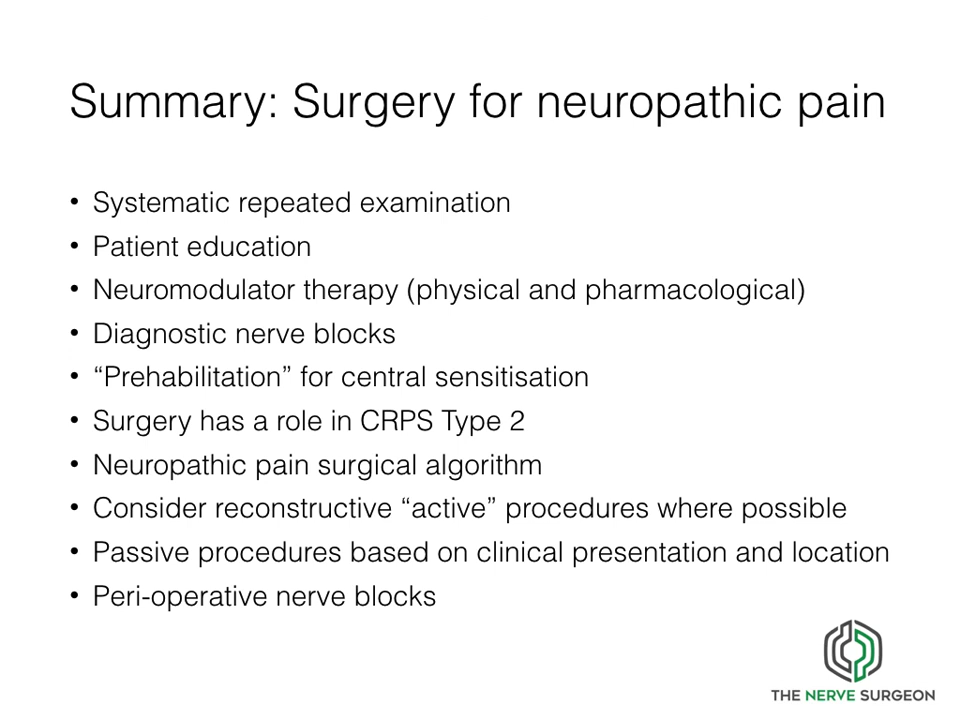 Summary: Surgery for neuropathic pain
• Systematic repeated examination
• Patient education
• Neuromodulator therapy (physical and pharmacological)
• Diagnostic nerve blocks
• “Prehabilitation” for central sensitisation
• Surgery has a role in CRPS Type 2
• Neuropathic pain surgical algorithm
• Consider reconstructive “active” procedures where possible
• Passive procedures based on clinical presentation and location
• Peri-operative nerve blocks
THE NERVE SURGEON